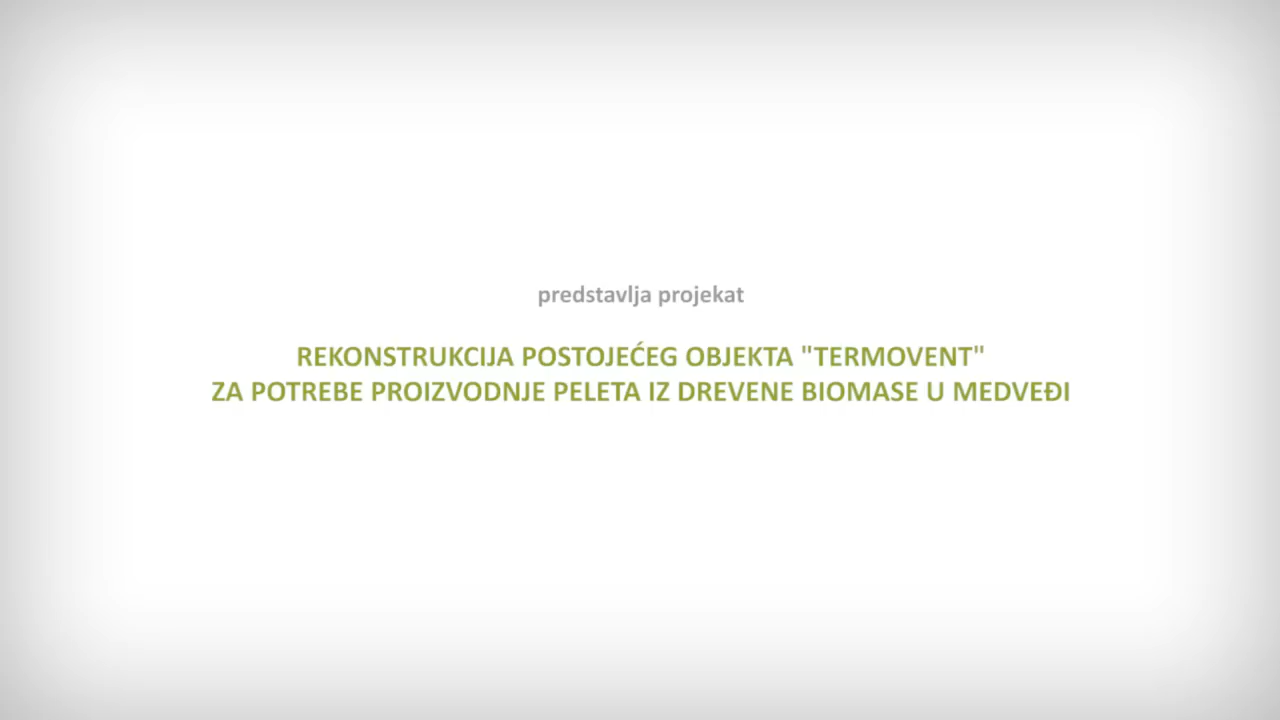 predstavlja projekat
REKONSTRUKCIJA POSTOJEĆEG OBJEKTA "TERMOVENT"
ZA POTREBE PROIZVODNJE PELETA IZ DREVENE BIOMASE U MEDVEĐI